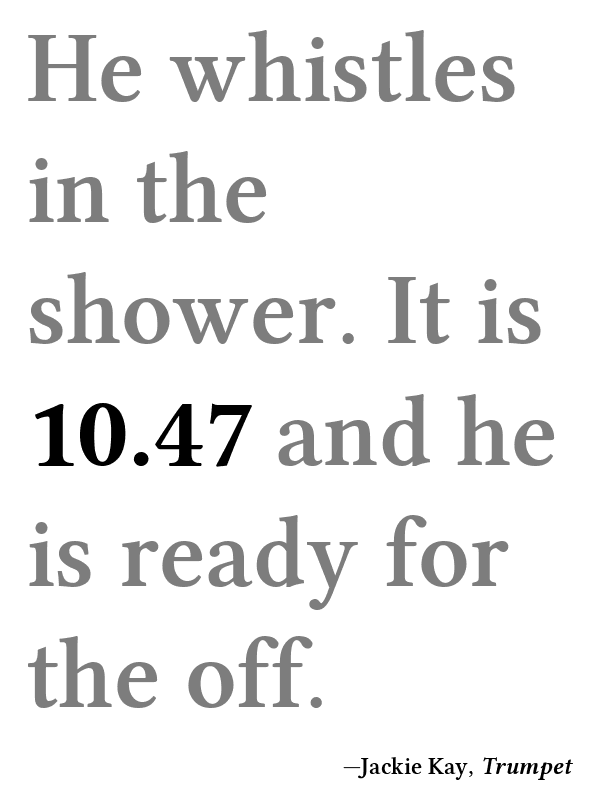 He whistles
in the
shower. It is
10.47 and he
is ready for
the off.
—Jackie Kay, Trumpet